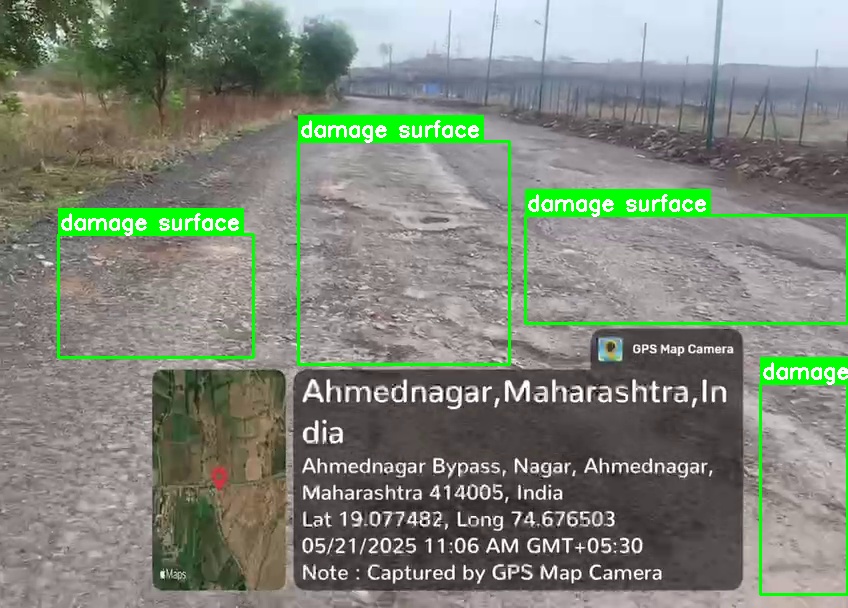 damage surface
damage surface
damage surface
damage
GPS Map Camera
Ahmednagar,Maharashtra,In
dia
Ahmednagar Bypass, Nagar, Ahmednagar,
Maharashtra 414005, India
Lat 19.077482, Long 74.676503
05/21/2025 11:06 AM GMT+05:30
Note : Captured by GPS Map Camera
Maps